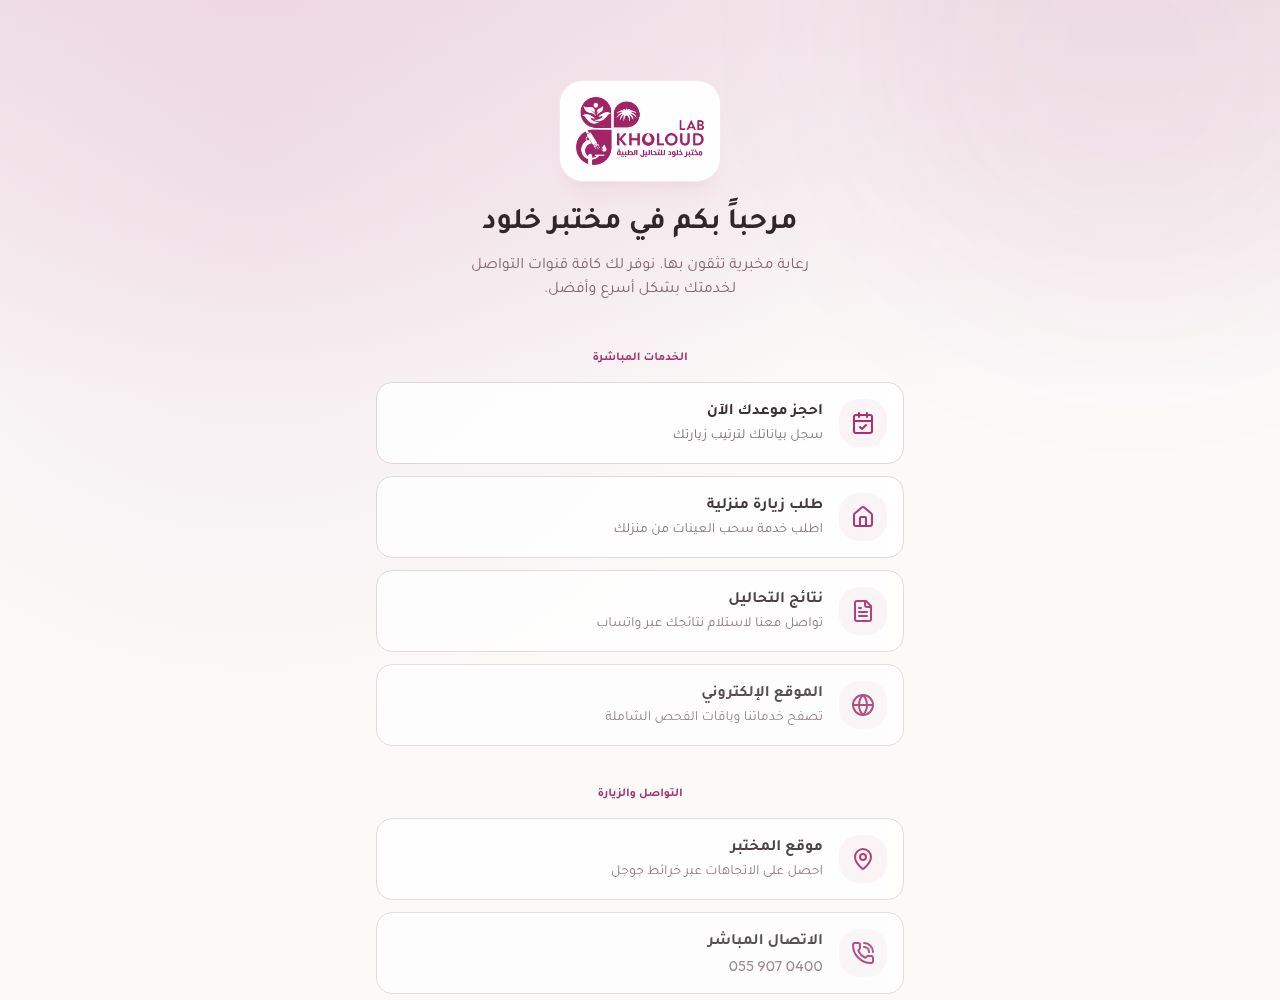 LAB
KHOLOUD
مختبر خلود للتحاليل الطبية
مرحباً بكم في مختبر خلود
رعاية مخبرية تثقون بها. نوفر لك كافة قنوات التواصل
لخدمتك بشكل أسرع وأفضل.
الخدمات المباشرة
احجز موعدك الآن
سجل بياناتك لترتيب زيارتك
طلب زيارة منزلية
اطلب خدمة سحب العينات من منزلك
نتائج التحاليل
تواصل معنا لاستلام نتائجك عبر واتساب
الموقع الإلكتروني
تصفح خدماتنا وباقات الفحص الشاملة
التواصل والزيارة
موقع المختبر
احصل على الاتجاهات عبر خرائط جوجل
الاتصال المباشر
055 907 0400